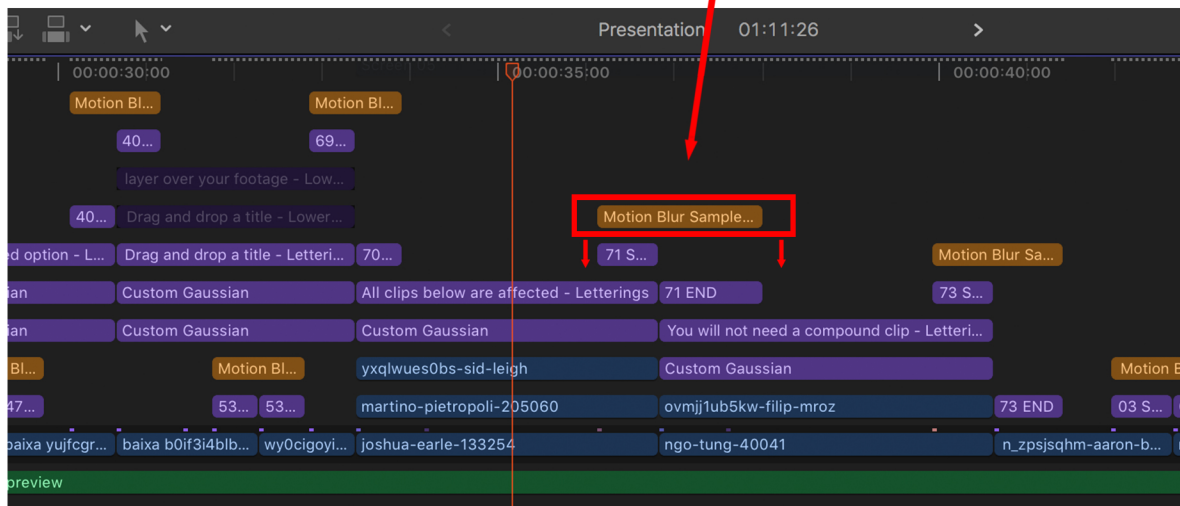 Presentation 01:11:26
00:00:30:00 00:00:35:00 00:00:40:00
Motion Bl... Motion Bl...
40... 69...
layer over your footage - Low...
40... Drag and drop a title - Lower... Motion Blur Sample...
ed option - L... Drag and drop a title - Letteri... 70... 71 S... Motion Blur Sa...
ian Custom Gaussian All clips below are affected - Letterings 71 END 73 S...
ian Custom Gaussian Custom Gaussian You will not need a compound clip - Letteri...
Bl... Motion Bl... yxqlwues0bs-sid-leigh Custom Gaussian Motion B
47... 53... 53... martino-pietropoli-205060 ovmjj1ub5kw-filip-mroz 73 END 03 S...
baixa yujfcgr... baixa b0if3i4blb... wy0cigoyi... joshua-earle-133254 ngo-tung-40041 n_zpsjsqhm-aaron-b...
preview